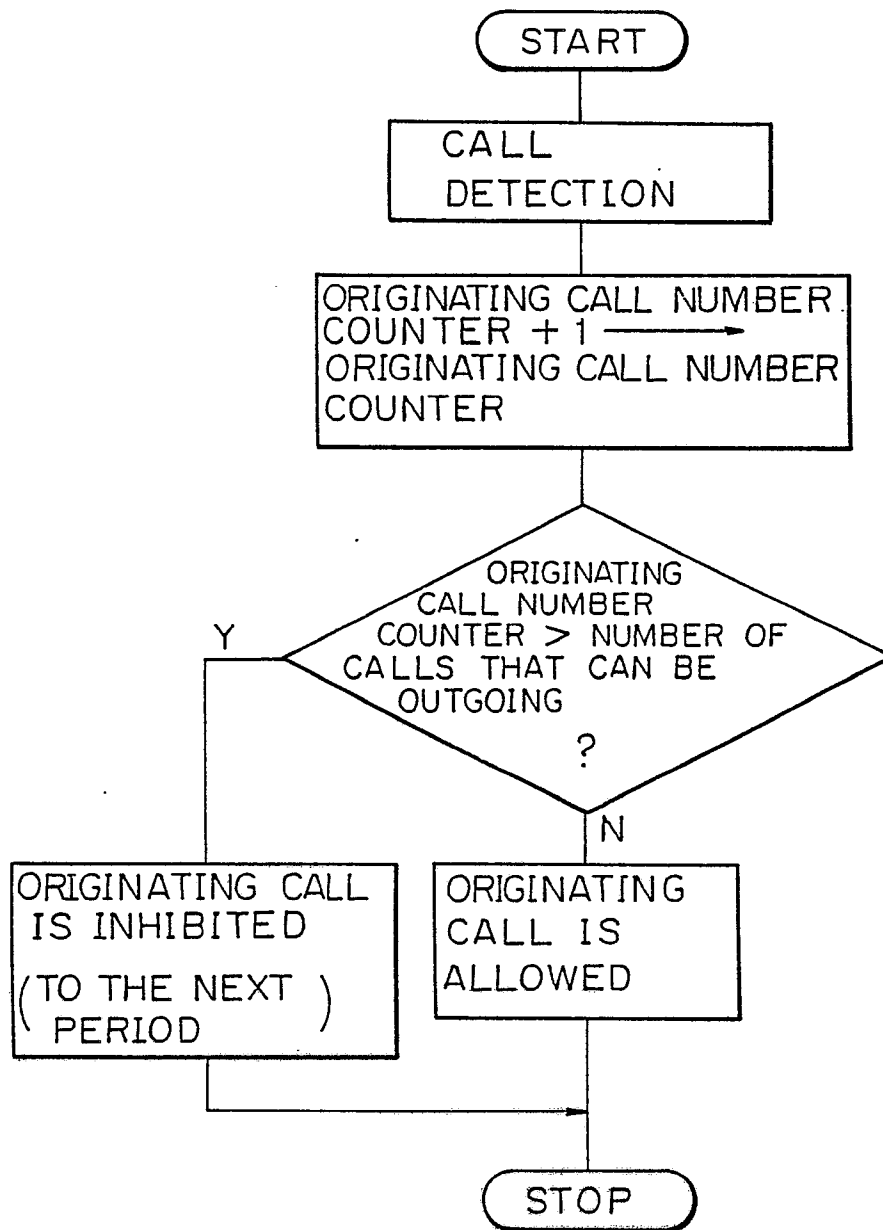 START
CALL
DETECTION
ORIGINATING CALL NUMBER
COUNTER + 1 →
ORIGINATING CALL NUMBER
COUNTER
ORIGINATING
CALL NUMBER
COUNTER > NUMBER OF
CALLS THAT CAN BE
OUTGOING
?
Y
N
ORIGINATING CALL
IS INHIBITED
(TO THE NEXT
PERIOD)
ORIGINATING
CALL IS
ALLOWED
STOP